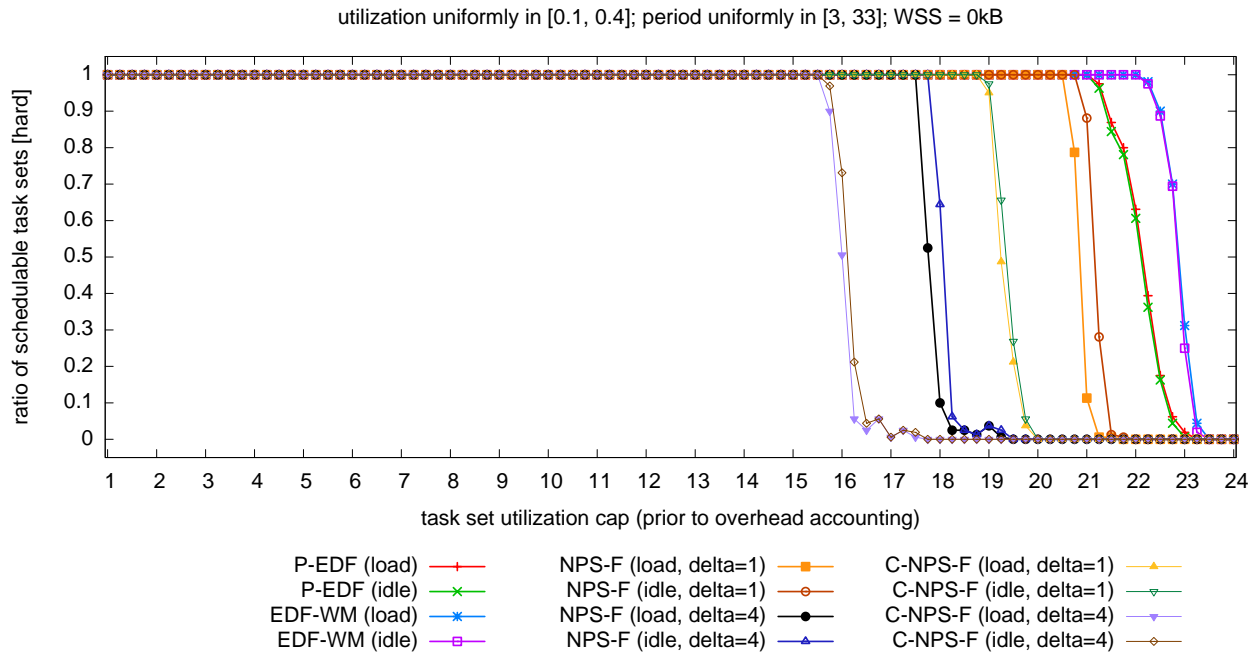 utilization uniformly in [0.1, 0.4]; period uniformly in [3, 33]; WSS = 0kB
ratio of schedulable task sets [hard]
1
0.9
0.8
0.7
0.6
0.5
0.4
0.3
0.2
0.1
0
1 2 3 4 5 6 7 8 9 10 11 12 13 14 15 16 17 18 19 20 21 22 23 24
task set utilization cap (prior to overhead accounting)
P-EDF (load) NPS-F (load, delta=1) C-NPS-F (load, delta=1)
P-EDF (idle) NPS-F (idle, delta=1) C-NPS-F (idle, delta=1)
EDF-WM (load) NPS-F (load, delta=4) C-NPS-F (load, delta=4)
EDF-WM (idle) NPS-F (idle, delta=4) C-NPS-F (idle, delta=4)